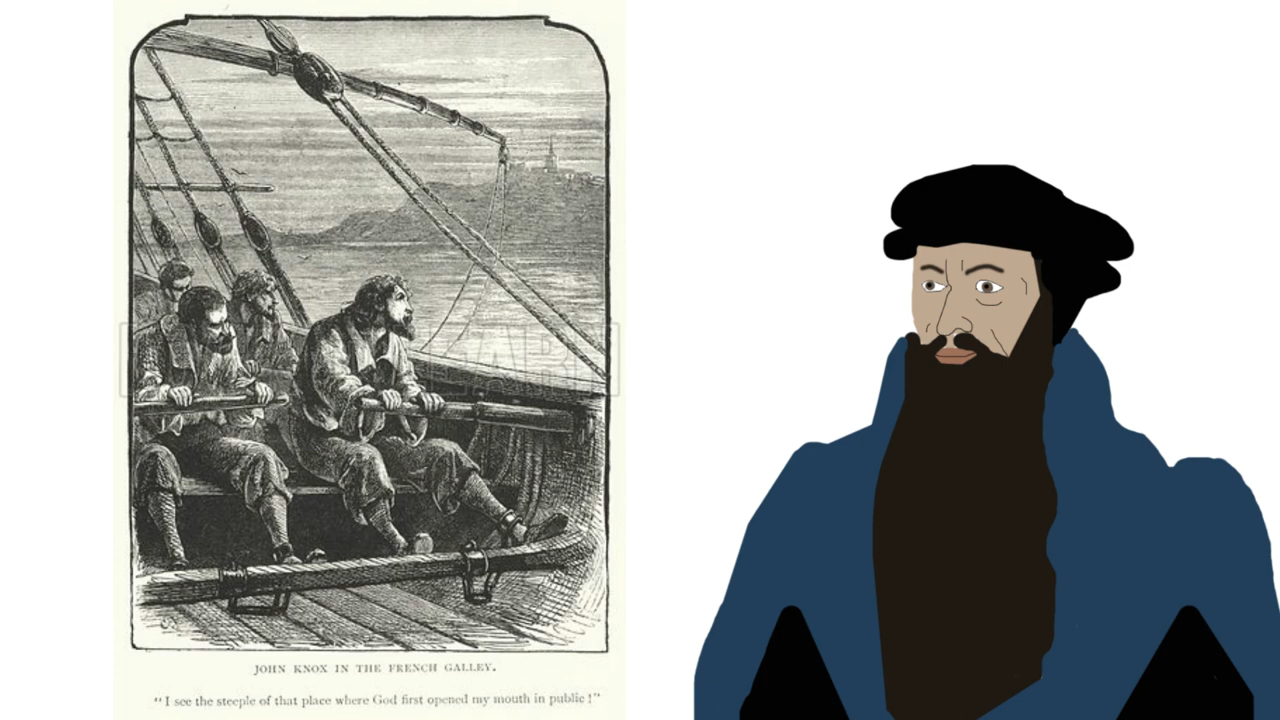 JOHN KNOX IN THE FRENCH GALLEY.
"I see the steeple of that place where God first opened my mouth in public!"